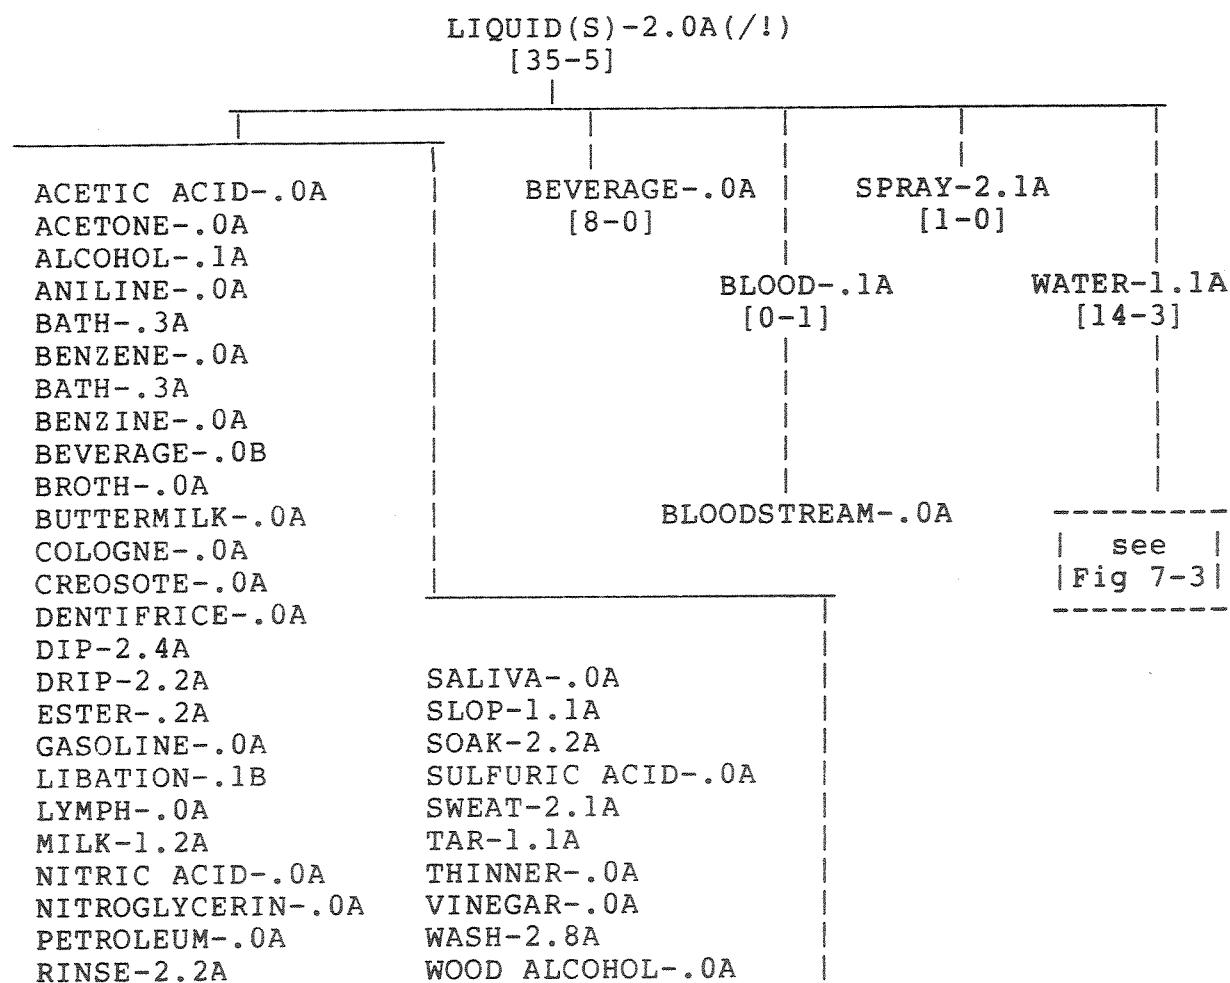 LIQUID(S)-2.0A(/!)
[35-5]
ACETIC ACID-.0A
ACETONE-.0A
ALCOHOL-.1A
ANILINE-.0A
BATH-.3A
BENZENE-.0A
BATH-.3A
BENZINE-.0A
BEVERAGE-.0B
BROTH-.0A
BUTTERMILK-.0A
COLOGNE-.0A
CREOSOTE-.0A
DENTIFRICE-.0A
DIP-2.4A
DRIP-2.2A
ESTER-.2A
GASOLINE-.0A
LIBATION-.1B
LYMPH-.0A
MILK-1.2A
NITRIC ACID-.0A
NITROGLYCERIN-.0A
PETROLEUM-.0A
RINSE-2.2A
SALIVA-.0A
SLOP-1.1A
SOAK-2.2A
SULFURIC ACID-.0A
SWEAT-2.1A
TAR-1.1A
THINNER-.0A
VINEGAR-.0A
WASH-2.8A
WOOD ALCOHOL-.0A
BEVERAGE-.0A
[8-0]
BLOOD-.1A
[0-1]
BLOODSTREAM-.0A
SPRAY-2.1A
[1-0]
WATER-1.1A
[14-3]
see
Fig 7-3